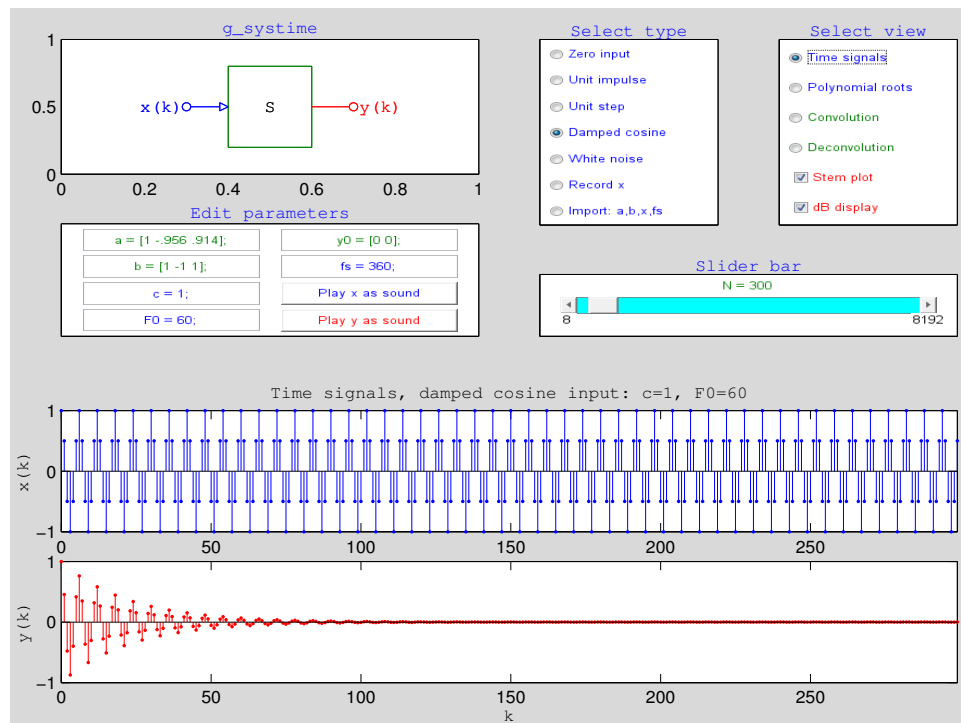 g_systime
1
0.5
0
0 0.2 0.4 0.6 0.8 1
x(k)
S
y(k)
Select type
Zero input
Unit impulse
Unit step
Damped cosine
White noise
Record x
Import: a,b,x,fs
Select view
Time signals
Polynomial roots
Convolution
Deconvolution
Stem plot
dB display
Edit parameters
a = [1 -.956 .914];
y0 = [0 0];
b = [1 -1 1];
fs = 360;
c = 1;
Play x as sound
F0 = 60;
Play y as sound
Slider bar
N = 300
8
8192
Time signals, damped cosine input: c=1, F0=60
1
0
−1
x(k)
0 50 100 150 200 250
1
0
−1
y(k)
0 50 100 150 200 250
k